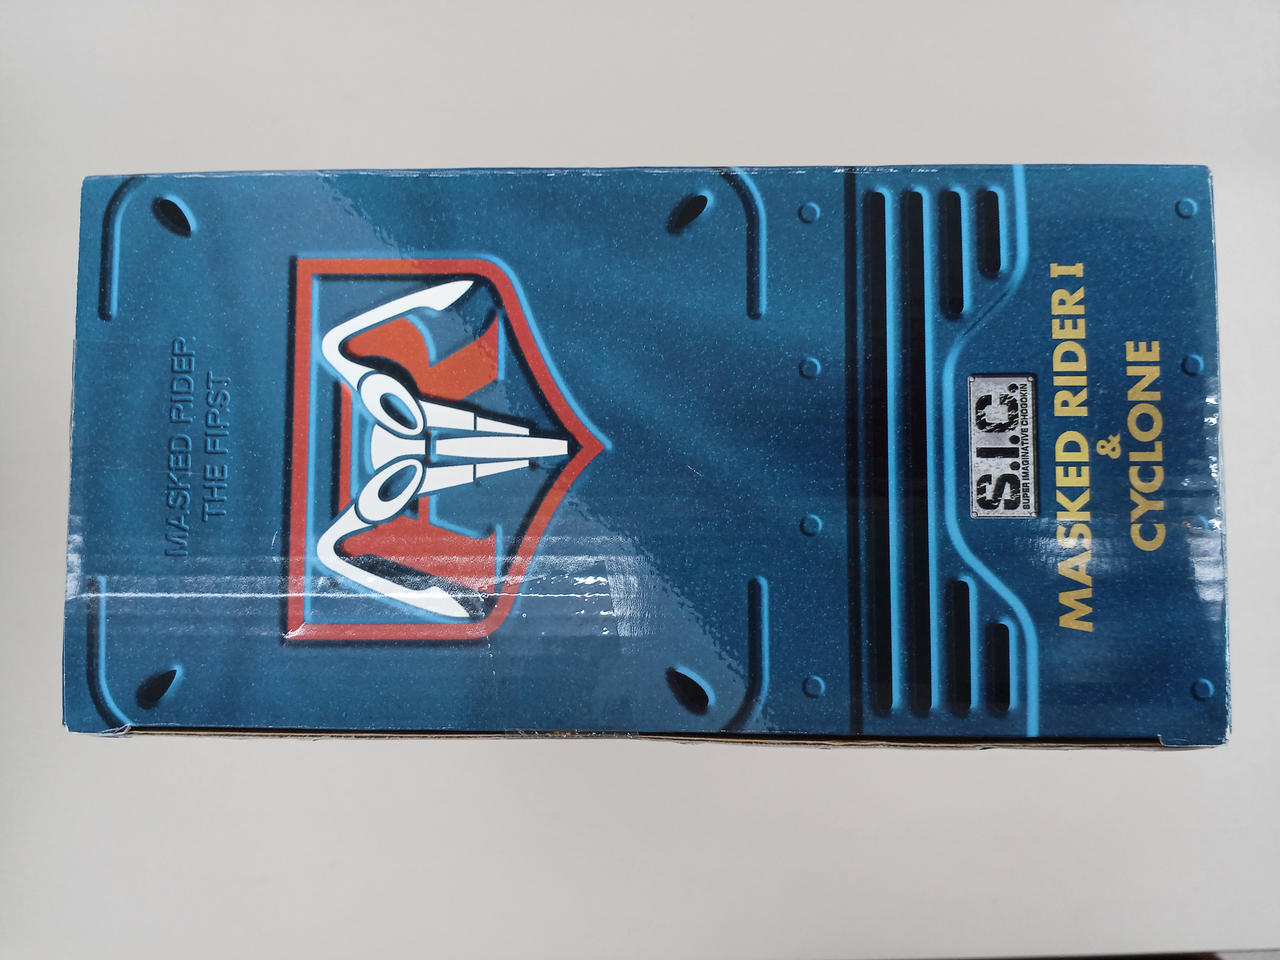 MASKED RIDER
THE FIRST
S.I.C.
SUPER IMAGINATIVE CHOGOKIN
MASKED RIDER I
&
CYCLONE